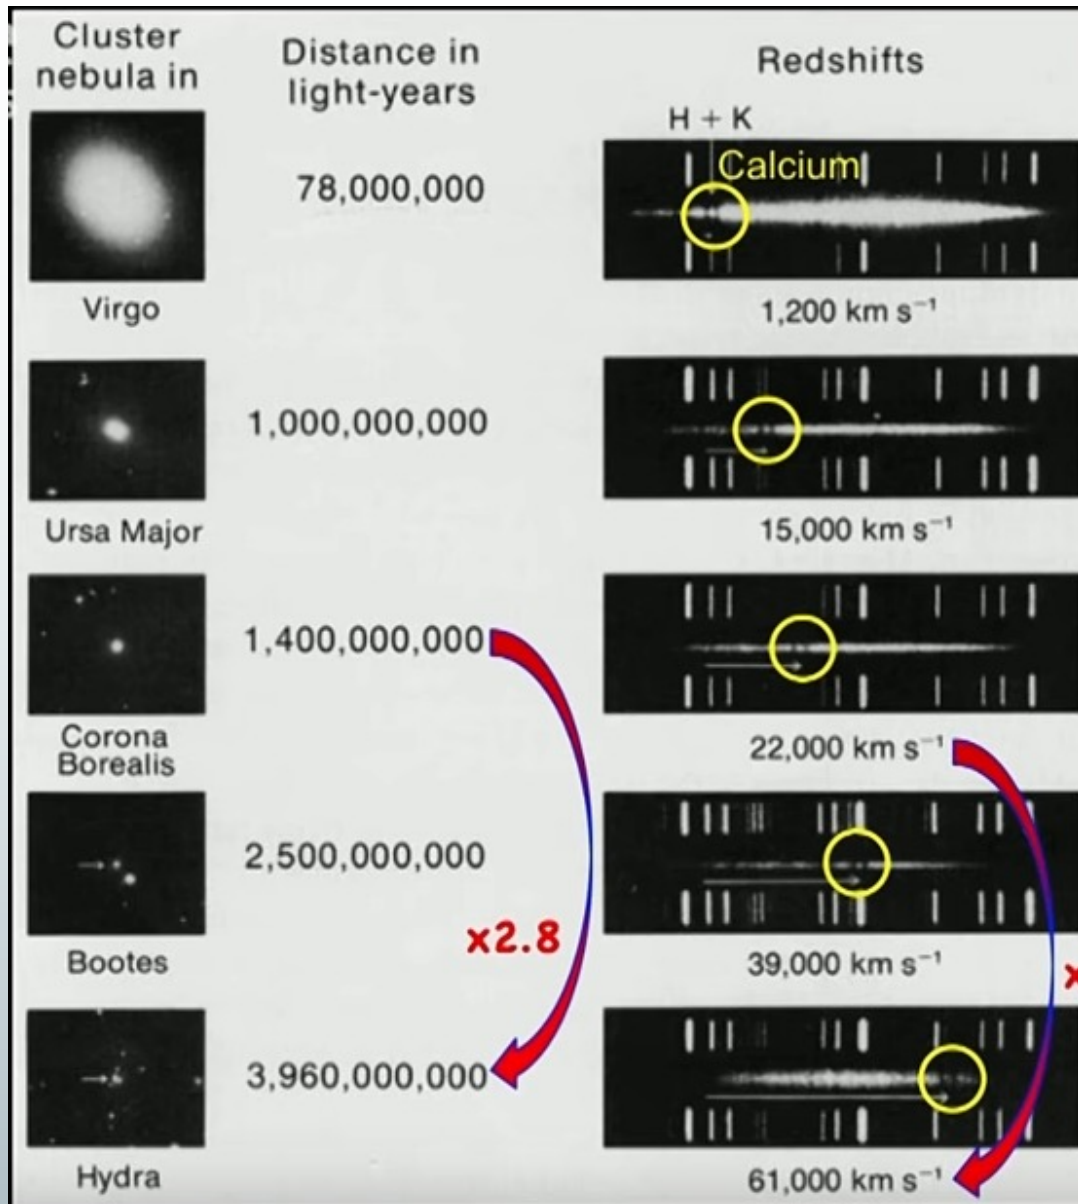 Cluster
nebula in
Distance in
light-years
Redshifts
H + K
Calcium
78,000,000
Virgo
1,200 km s⁻¹
1,000,000,000
Ursa Major
15,000 km s⁻¹
1,400,000,000
Corona
Borealis
22,000 km s⁻¹
2,500,000,000
x2.8
Bootes
39,000 km s⁻¹
x
3,960,000,000
Hydra
61,000 km s⁻¹